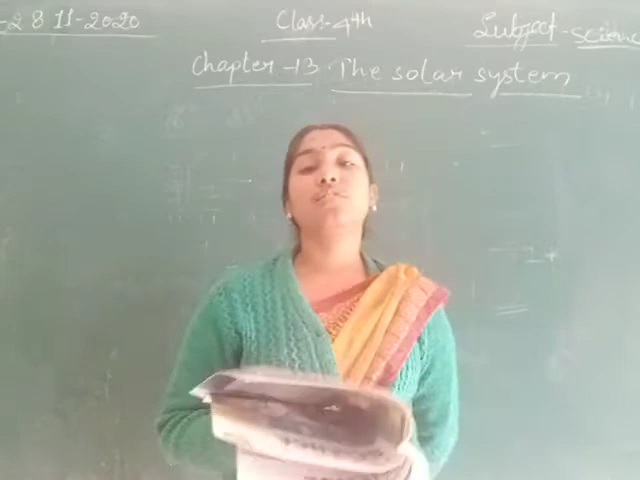 -28 11-2020 Class-4th Subject-Science
Chapter-13 The solar system